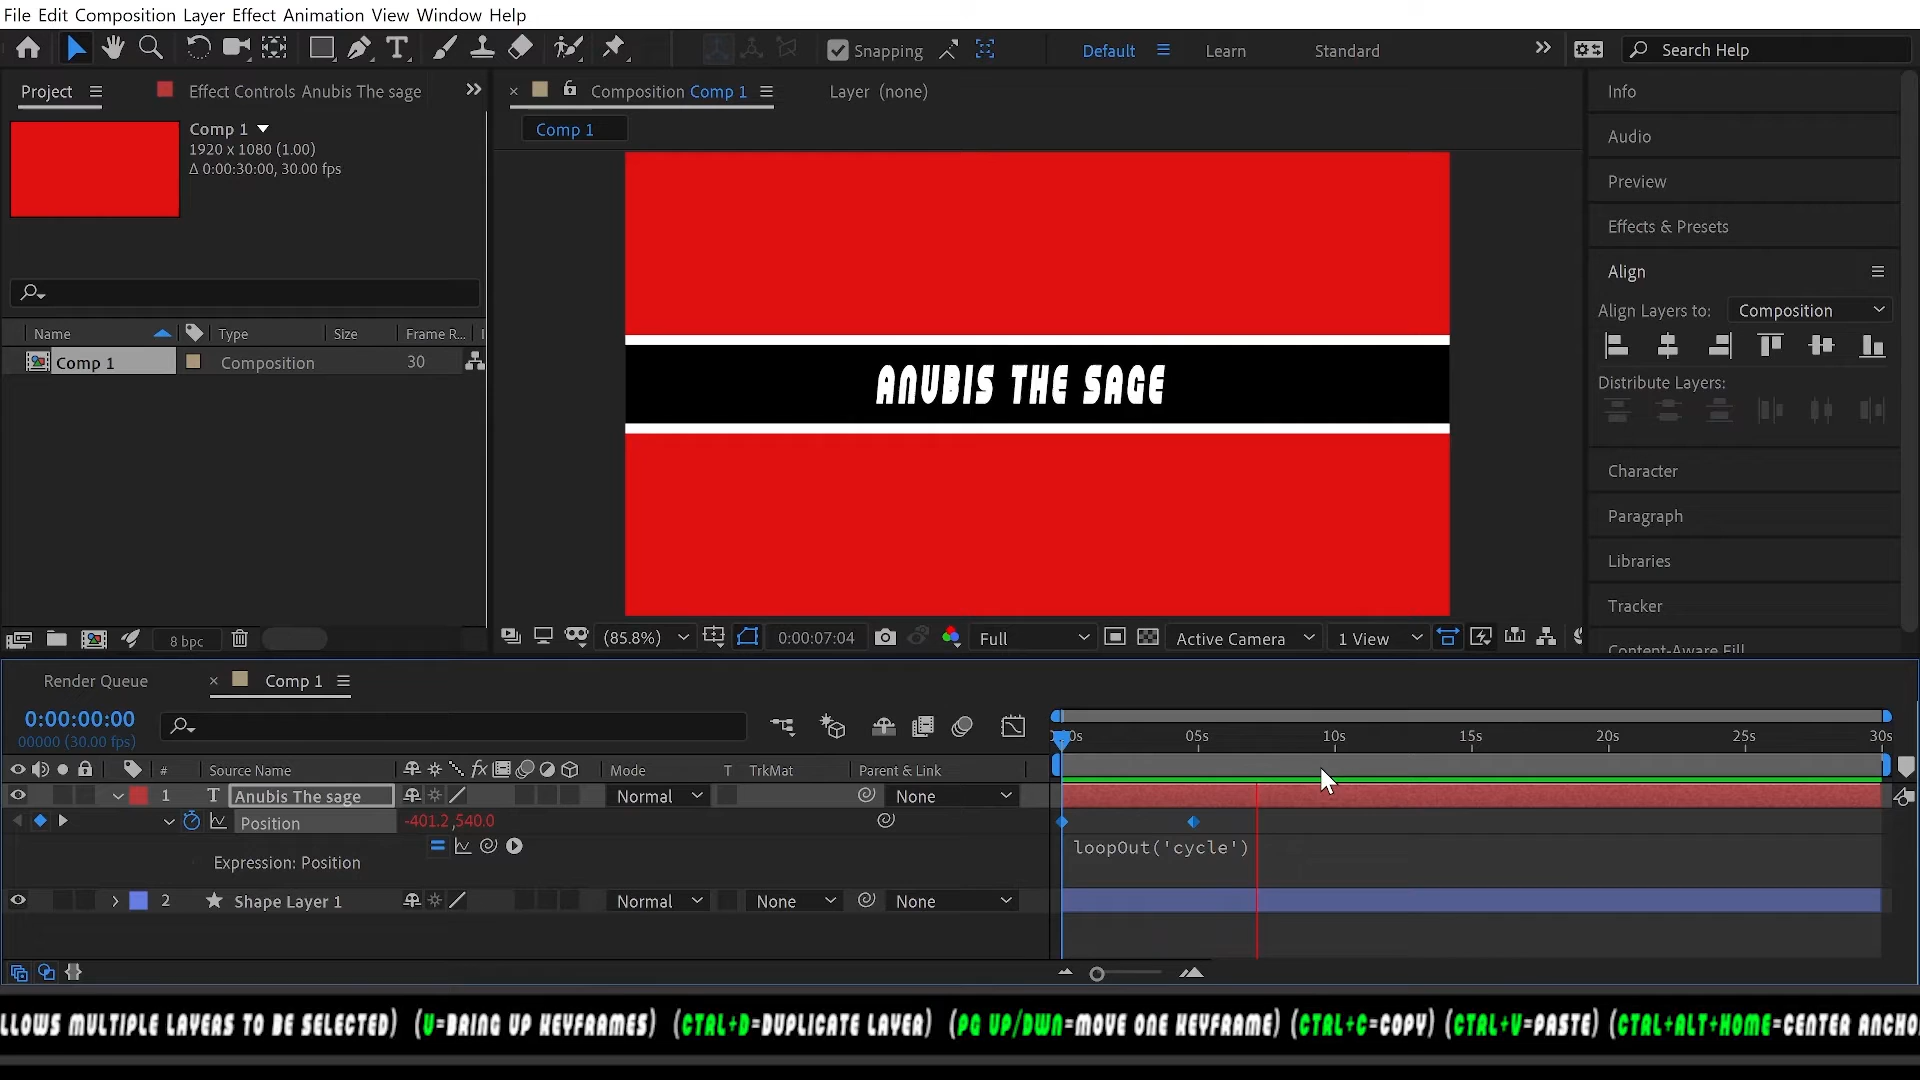 File Edit Composition Layer Effect Animation View Window Help
Snapping
Default
Learn
Standard
Search Help
Project
Effect Controls Anubis The sage
Composition Comp 1
Layer (none)
Comp 1
Comp 1
1920 x 1080 (1.00)
Δ 0:00:30:00, 30.00 fps
Name
Type
Size
Frame R...
Comp 1
Composition
30
8 bpc
ANUBIS THE SAGE
(85.8%)
0:00:07:04
Full
Active Camera
1 View
Info
Audio
Preview
Effects & Presets
Align
Align Layers to:
Composition
Distribute Layers:
Character
Paragraph
Libraries
Tracker
Content-Aware Fill
Render Queue
Comp 1
0:00:00:00
00000 (30.00 fps)
05s
10s
15s
20s
25s
30s
#
Source Name
fx
Mode
T
TrkMat
Parent & Link
1
T
Anubis The sage
Normal
None
Position
-401.2,540.0
Expression: Position
loopOut('cycle')
2
Shape Layer 1
Normal
None
None
LLOWS MULTIPLE LAYERS TO BE SELECTED) (U=BRING UP KEYFRAMES) (CTRL+D=DUPLICATE LAYER) (PG UP/DWN=MOVE ONE KEYFRAME) (CTRL+C=COPY) (CTRL+V=PASTE) (CTRL+ALT+HOME=CENTER ANCHO